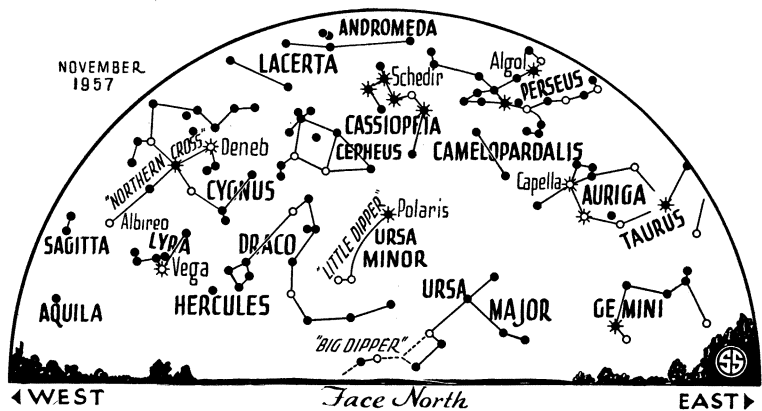 ANDROMEDA
LACERTA
NOVEMBER
1957
Schedir
Algol
PERSEUS
CASSIOPEIA
CEPHEUS
CAMELOPARDALIS
"NORTHERN CROSS"
Deneb
CYGNUS
Capella
AURIGA
TAURUS
Albireo
SAGITTA
LYRA
Vega
DRACO
"LITTLE DIPPER"
Polaris
URSA
MINOR
HERCULES
AQUILA
URSA MAJOR
GEMINI
"BIG DIPPER"
SS
WEST
Face North
EAST